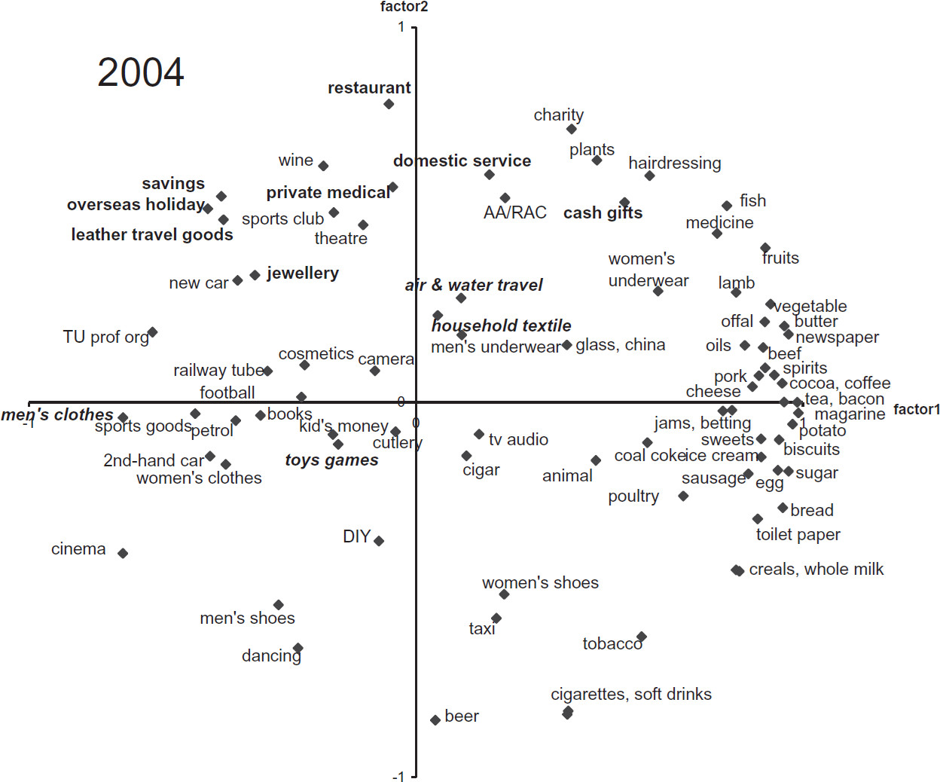 factor2
1
2004
restaurant
charity
plants
wine
domestic service
hairdressing
savings
private medical
overseas holiday
sports club
AA/RAC
cash gifts
fish
leather travel goods
theatre
medicine
women's
underwear
fruits
new car
jewellery
air & water travel
lamb
vegetable
household textile
offal
butter
TU prof org
men's underwear
glass, china
oils
newspaper
cosmetics
camera
beef
railway tube
pork
spirits
football
cheese
cocoa, coffee
0
tea, bacon
men's clothes
-1
sports goods
petrol
books
kid's money
0
jams, betting
1
magarine
factor1
cutlery
tv audio
sweets
potato
2nd-hand car
toys games
cigar
coal coke
ice cream
biscuits
women's clothes
animal
sausage
egg
sugar
poultry
bread
DIY
toilet paper
cinema
creals, whole milk
women's shoes
men's shoes
taxi
tobacco
dancing
cigarettes, soft drinks
beer
-1